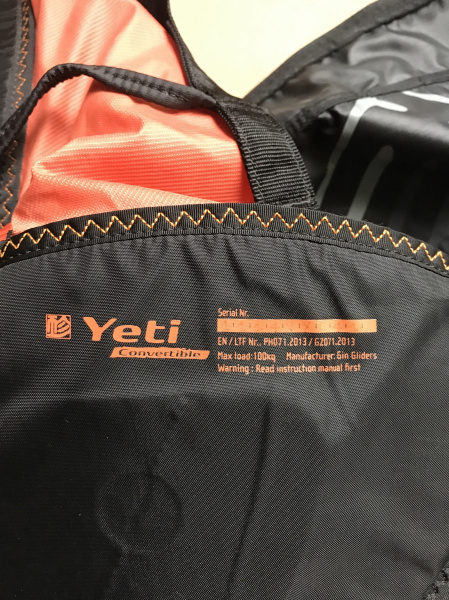 Yeti
Convertible
Serial Nr.
EN / LTF Nr.. PH071.2013 / GZ071.2013
Max load: 100kg Manufacturer: Gin Gliders
Warning : Read instruction manual first